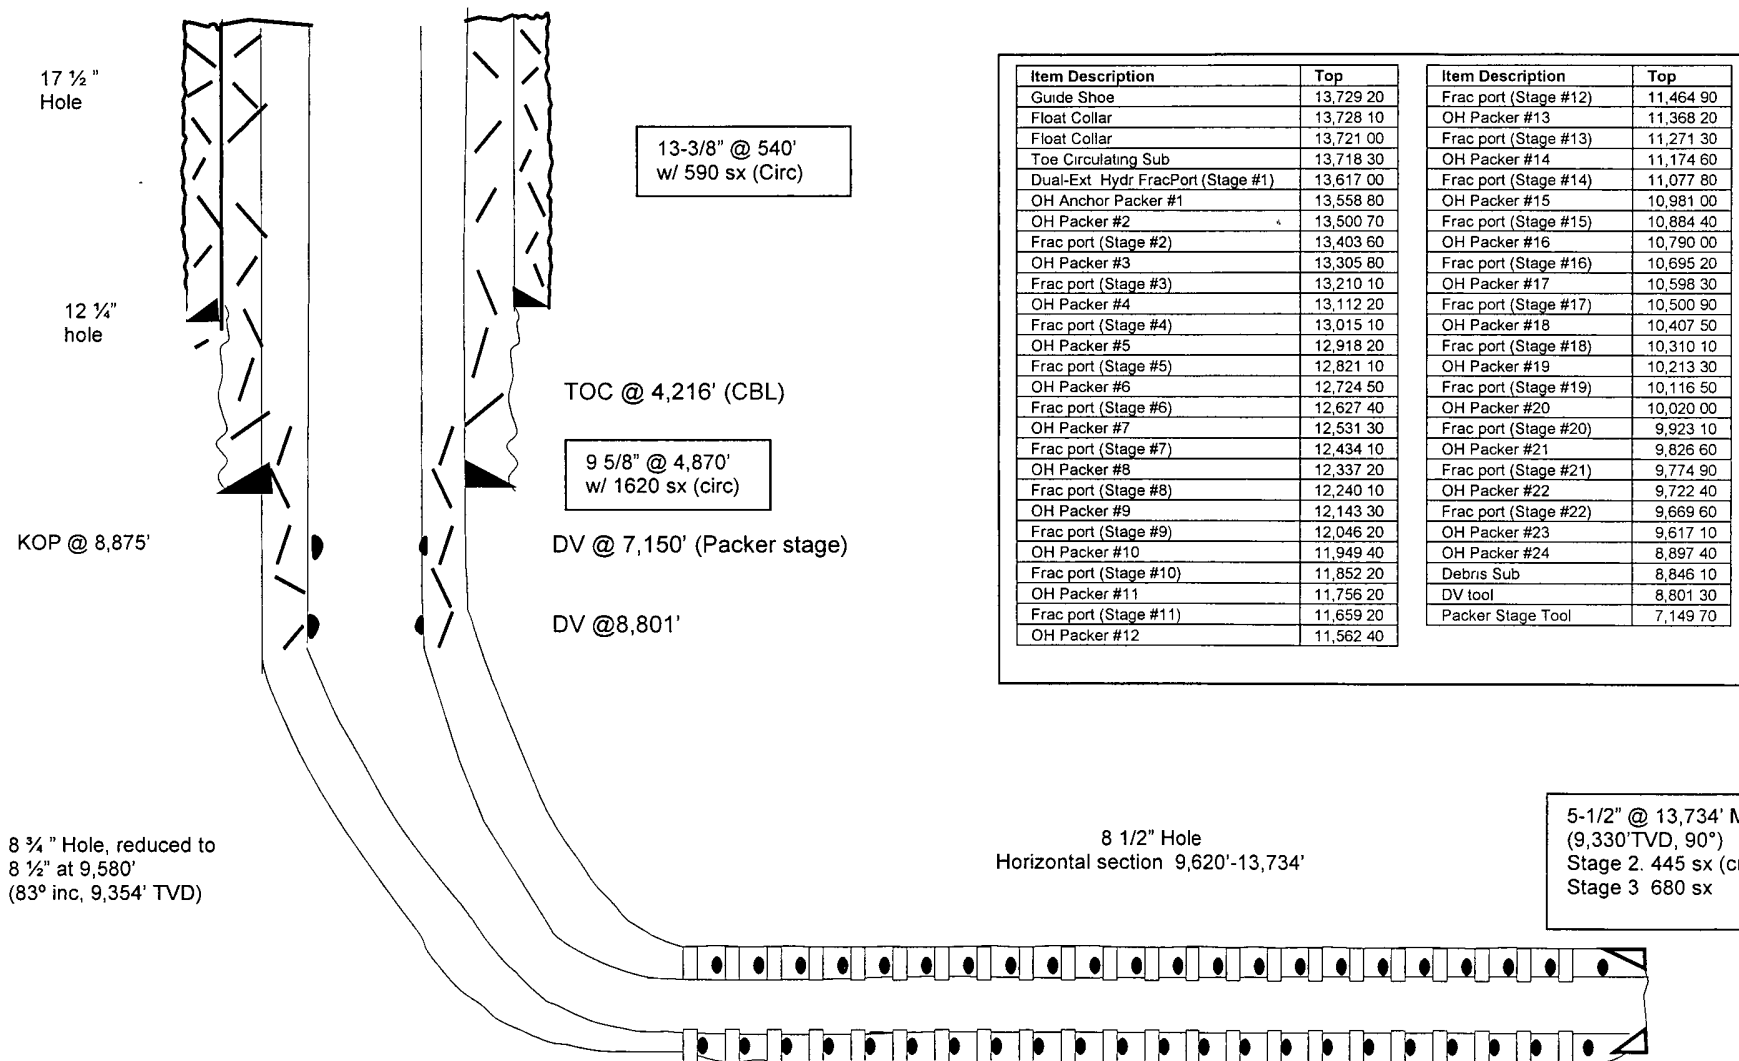 17 ½ "
Hole
12 ¼"
hole
KOP @ 8,875'
8 ¾ " Hole, reduced to
8 ½" at 9,580'
(83º inc, 9,354' TVD)
13-3/8" @ 540'
w/ 590 sx (Circ)
TOC @ 4,216' (CBL)
9 5/8" @ 4,870'
w/ 1620 sx (circ)
DV @ 7,150' (Packer stage)
DV @8,801'
Item Description Top
Guide Shoe 13,729 20
Float Collar 13,728 10
Float Collar 13,721 00
Toe Circulating Sub 13,718 30
Dual-Ext Hydr FracPort (Stage #1) 13,617 00
OH Anchor Packer #1 13,558 80
OH Packer #2 13,500 70
Frac port (Stage #2) 13,403 60
OH Packer #3 13,305 80
Frac port (Stage #3) 13,210 10
OH Packer #4 13,112 20
Frac port (Stage #4) 13,015 10
OH Packer #5 12,918 20
Frac port (Stage #5) 12,821 10
OH Packer #6 12,724 50
Frac port (Stage #6) 12,627 40
OH Packer #7 12,531 30
Frac port (Stage #7) 12,434 10
OH Packer #8 12,337 20
Frac port (Stage #8) 12,240 10
OH Packer #9 12,143 30
Frac port (Stage #9) 12,046 20
OH Packer #10 11,949 40
Frac port (Stage #10) 11,852 20
OH Packer #11 11,756 20
Frac port (Stage #11) 11,659 20
OH Packer #12 11,562 40
Item Description Top
Frac port (Stage #12) 11,464 90
OH Packer #13 11,368 20
Frac port (Stage #13) 11,271 30
OH Packer #14 11,174 60
Frac port (Stage #14) 11,077 80
OH Packer #15 10,981 00
Frac port (Stage #15) 10,884 40
OH Packer #16 10,790 00
Frac port (Stage #16) 10,695 20
OH Packer #17 10,598 30
Frac port (Stage #17) 10,500 90
OH Packer #18 10,407 50
Frac port (Stage #18) 10,310 10
OH Packer #19 10,213 30
Frac port (Stage #19) 10,116 50
OH Packer #20 10,020 00
Frac port (Stage #20) 9,923 10
OH Packer #21 9,826 60
Frac port (Stage #21) 9,774 90
OH Packer #22 9,722 40
Frac port (Stage #22) 9,669 60
OH Packer #23 9,617 10
OH Packer #24 8,897 40
Debris Sub 8,846 10
DV tool 8,801 30
Packer Stage Tool 7,149 70
8 1/2" Hole
Horizontal section 9,620'-13,734'
5-1/2" @ 13,734'
(9,330'TVD, 90°)
Stage 2. 445 sx
Stage 3 680 sx